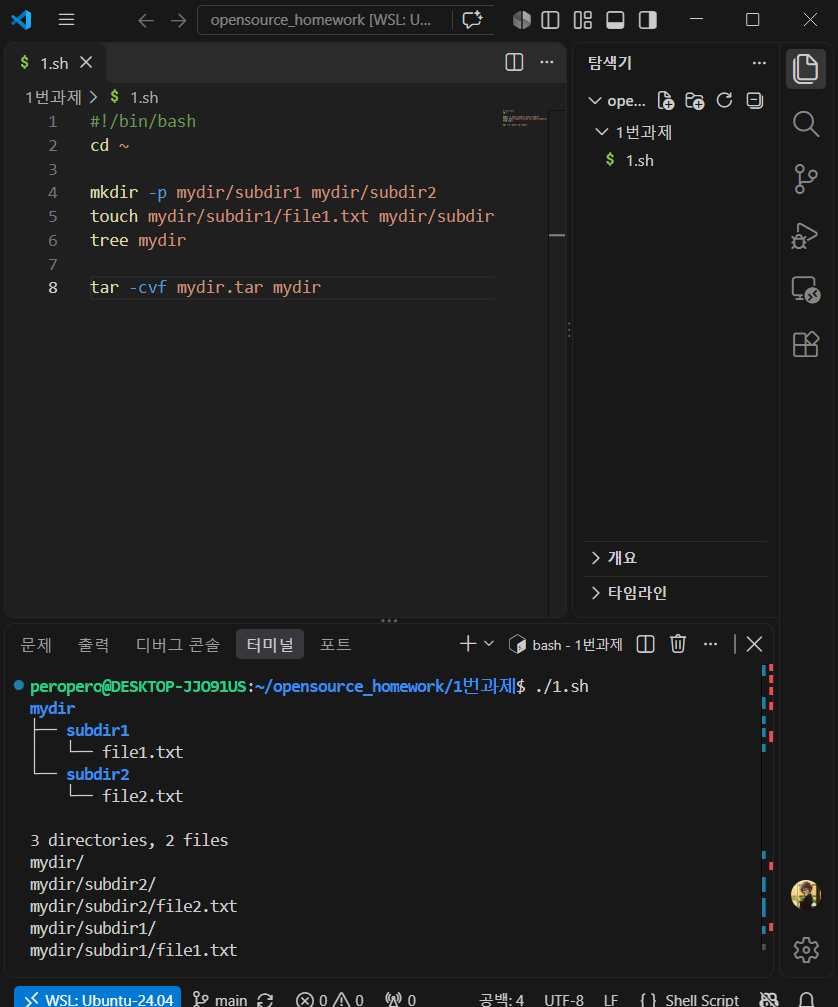 opensource_homework [WSL: U...
$ 1.sh
1번과제 > $ 1.sh
1 #!/bin/bash
2 cd ~
3
4 mkdir -p mydir/subdir1 mydir/subdir2
5 touch mydir/subdir1/file1.txt mydir/subdir
6 tree mydir
7
8 tar -cvf mydir.tar mydir
탐색기
ope...
1번과제
$ 1.sh
개요
타임라인
문제 출력 디버그 콘솔 터미널 포트
bash - 1번과제
peropero@DESKTOP-JJO91US:~/opensource_homework/1번과제$ ./1.sh
mydir
├── subdir1
│   └── file1.txt
└── subdir2
    └── file2.txt
3 directories, 2 files
mydir/
mydir/subdir2/
mydir/subdir2/file2.txt
mydir/subdir1/
mydir/subdir1/file1.txt
WSL: Ubuntu-24.04 main 0 0 0 공백: 4 UTF-8 LF { } Shell Script